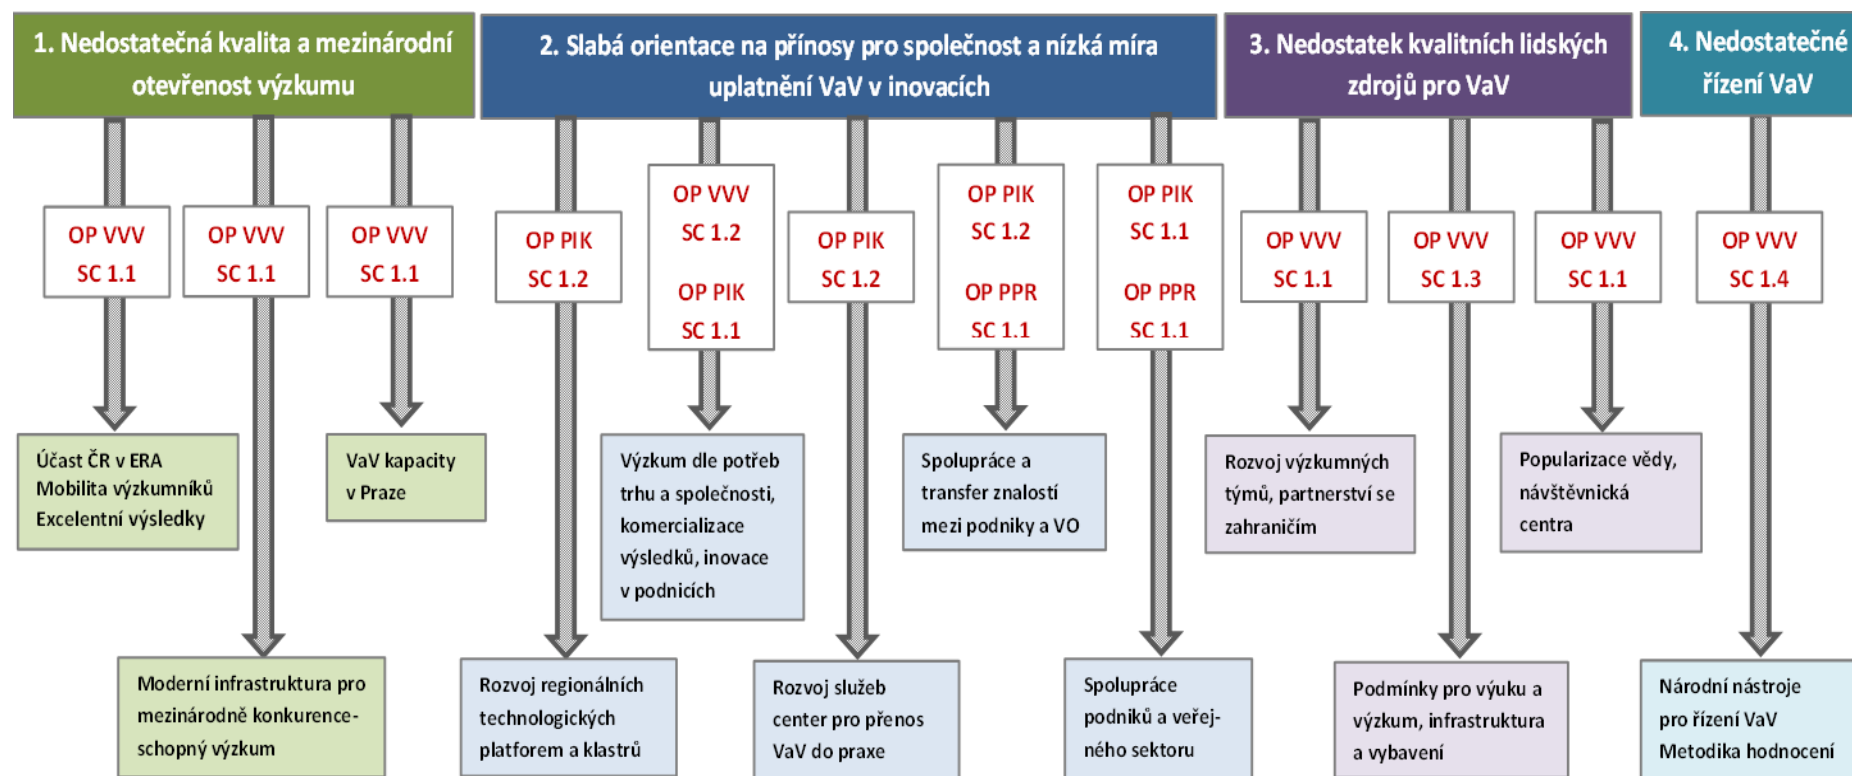 1. Nedostatečná kvalita a mezinárodní
otevřenost výzkumu
2. Slabá orientace na přínosy pro společnost a nízká míra
uplatnění VaV v inovacích
3. Nedostatek kvalitních lidských
zdrojů pro VaV
4. Nedostatečné
řízení VaV
OP VVV
SC 1.1
OP VVV
SC 1.1
OP VVV
SC 1.1
OP PIK
SC 1.2
OP VVV
SC 1.2
OP PIK
SC 1.1
OP PIK
SC 1.2
OP PIK
SC 1.2
OP PPR
SC 1.1
OP PIK
SC 1.1
OP PPR
SC 1.1
OP VVV
SC 1.1
OP VVV
SC 1.3
OP VVV
SC 1.1
OP VVV
SC 1.4
Účast ČR v ERA
Mobilita výzkumníků
Excelentní výsledky
VaV kapacity
v Praze
Výzkum dle potřeb
trhu a společnosti,
komercializace
výsledků, inovace
v podnicích
Spolupráce a
transfer znalostí
mezi podniky a VO
Rozvoj výzkumných
týmů, partnerství se
zahraničím
Popularizace vědy,
návštěvnická
centra
Moderní infrastruktura pro
mezinárodně konkurence-
schopný výzkum
Rozvoj regionálních
technologických
platforem a klastrů
Rozvoj služeb
center pro přenos
VaV do praxe
Spolupráce
podniků a veřej-
ného sektoru
Podmínky pro výuku a
výzkum, infrastruktura
a vybavení
Národní nástroje
pro řízení VaV
Metodika hodnocení